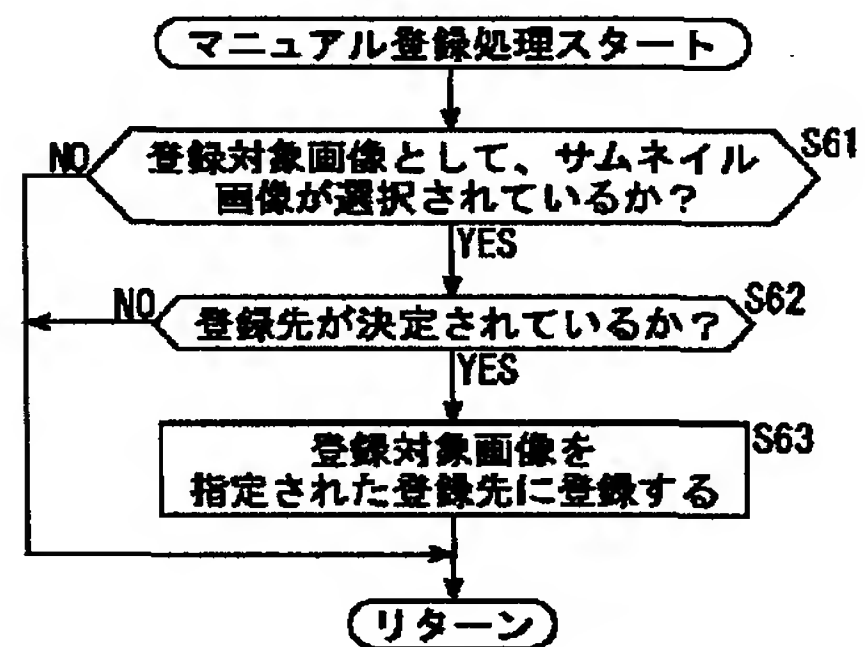 マニュアル登録処理スタート
NO
登録対象画像として、サムネイル
画像が選択されているか?
S61
YES
NO
登録先が決定されているか?
S62
YES
登録対象画像を
指定された登録先に登録する
S63
リターン